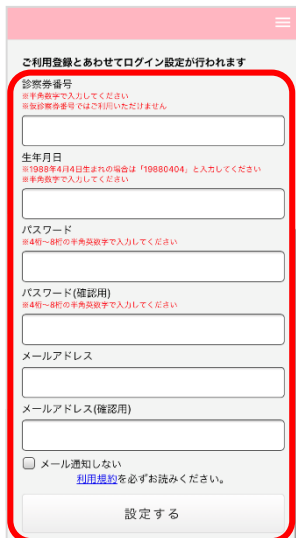 ご利用登録とあわせてログイン設定が行われます
診察券番号
※半角数字で入力してください
※仮診察券番号ではご利用いただけません
生年月日
※1988年4月4日生まれの場合は「19880404」と入力してください
※半角数字で入力してください
パスワード
※4桁～8桁の半角英数字で入力してください
パスワード(確認用)
※4桁～8桁の半角英数字で入力してください
メールアドレス
メールアドレス(確認用)
メール通知しない
利用規約を必ずお読みください。
設定する